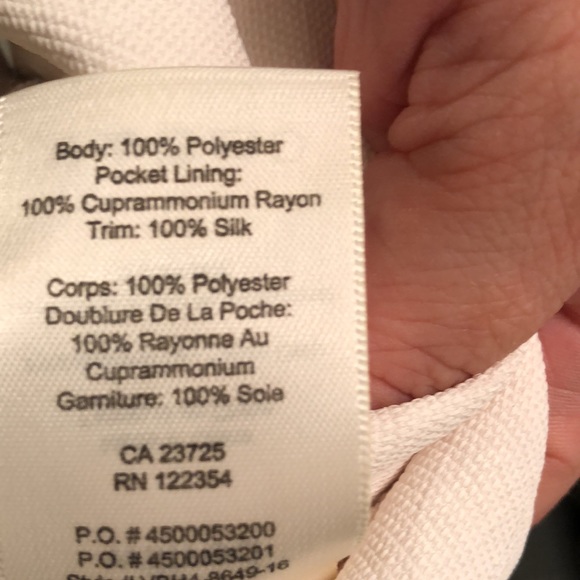 Body: 100% Polyester
Pocket Lining:
100% Cuprammonium Rayon
Trim: 100% Silk
Corps: 100% Polyester
Doublure De La Poche:
100% Rayonne Au
Cuprammonium
Garniture: 100% Soie
CA 23725
RN 122354
P.O. # 4500053200
P.O. # 4500053201